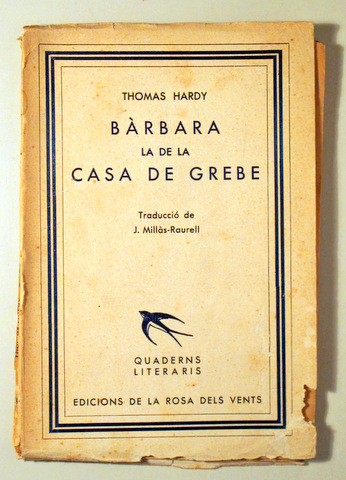 THOMAS HARDY
BÀRBARA
LA DE LA
CASA DE GREBE
Traducció de
J. Millàs-Raurell
QUADERNS
LITERARIS
EDICIONS DE LA ROSA DELS VENTS